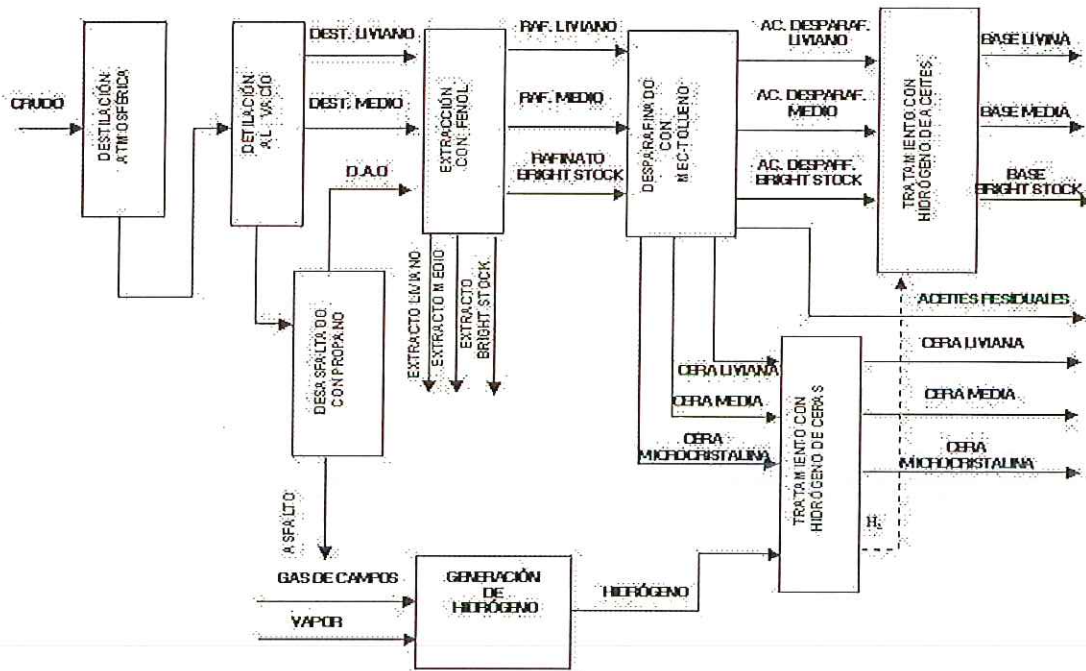 CRUDO
DESTILACIÓN
ATMOSFÉRICA
DETILACIÓN
AL VACÍO
DEST. LIVIANO
DEST. MEDIO
D.A.O
EXTRACCIÓN
CON FENOL
RAF. LIVIANO
RAF. MEDIO
RAFINATO
BRIGHT STOCK
DESPARAFINADO
CON
MEC-TOLUENO
AC. DESPARAF.
LIVIANO
AC. DESPARAF.
MEDIO
AC. DESPAFF.
BRIGHT STOCK
TRATAMIENTO CON
HIDRÓGENO DE ACEITES
BASE LIVINA
BASE MEDIA
BASE
BRIGHT STOCK
DESASFALTADO
CON PROPANO
EXTRACTO LIVIANO
EXTRACTO MEDIO
EXTRACTO
BRIGHT STOCK
ACEITES RESIDUALES
CERA LIVIANA
CERA MEDIA
CERA
MICROCRISTALINA
TRATAMIENTO CON
HIDRÓGENO DE CERAS
CERA LIVIANA
CERA MEDIA
CERA
MICROCRISTALINA
H₂
ASFALTO
GAS DE CAMPOS
VAPOR
GENERACIÓN
DE
HIDRÓGENO
HIDRÓGENO